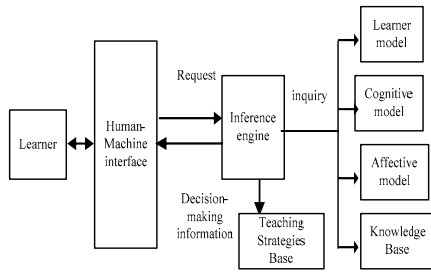 Learner
Human-
Machine
interface
Request
Inference
engine
inquiry
Learner
model
Cognitive
model
Affective
model
Knowledge
Base
Decision-
making
information
Teaching
Strategies
Base